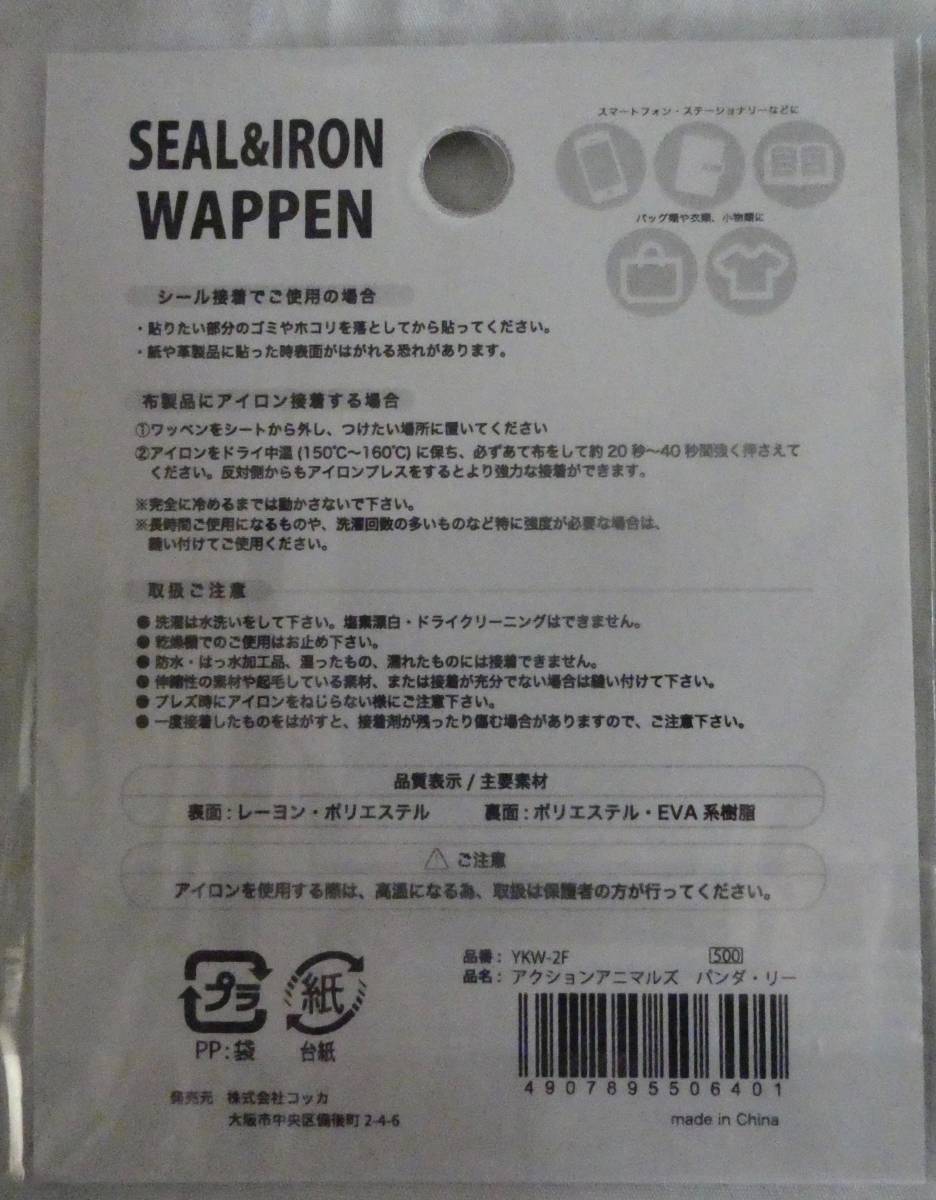 SEAL&IRON
WAPPEN
スマートフォン・ステーショナリーなどに
バッグ類や衣類、小物類に
シール接着でご使用の場合
・貼りたい部分のゴミやホコリを落としてから貼ってください。
・紙や革製品に貼った時表面がはがれる恐れがあります。
布製品にアイロン接着する場合
①ワッペンをシートから外し、つけたい場所に置いてください
②アイロンをドライ中温(150℃〜160℃)に保ち、必ずあて布をして約20秒〜40秒間強く押さえて
ください。反対側からもアイロンプレスをするとより強力な接着ができます。
※完全に冷めるまでは動かさないで下さい。
※長時間ご使用になるものや、洗濯回数の多いものなど特に強度が必要な場合は、
縫い付けてご使用ください。
取扱ご注意
● 洗濯は水洗いをして下さい。塩素漂白・ドライクリーニングはできません。
● 乾燥機でのご使用はお止め下さい。
● 防水・はっ水加工品、湿ったもの、濡れたものには接着できません。
● 伸縮性の素材や起毛している素材、または接着が充分でない場合は縫い付けて下さい。
● プレズ時にアイロンをねじらない様にご注意下さい。
● 一度接着したものをはがすと、接着剤が残ったり傷む場合がありますので、ご注意下さい。
品質表示 / 主要素材
表面：レーヨン・ポリエステル 裏面：ポリエステル・EVA系樹脂
⚠ ご注意
アイロンを使用する際は、高温になる為、取扱は保護者の方が行ってください。
プラ 紙
PP：袋 台紙
品番：YKW-2F 500
品名：アクションアニマルズ パンダ・リー
4907895506401
発売元 株式会社コッカ
大阪市中央区備後町2-4-6
made in China